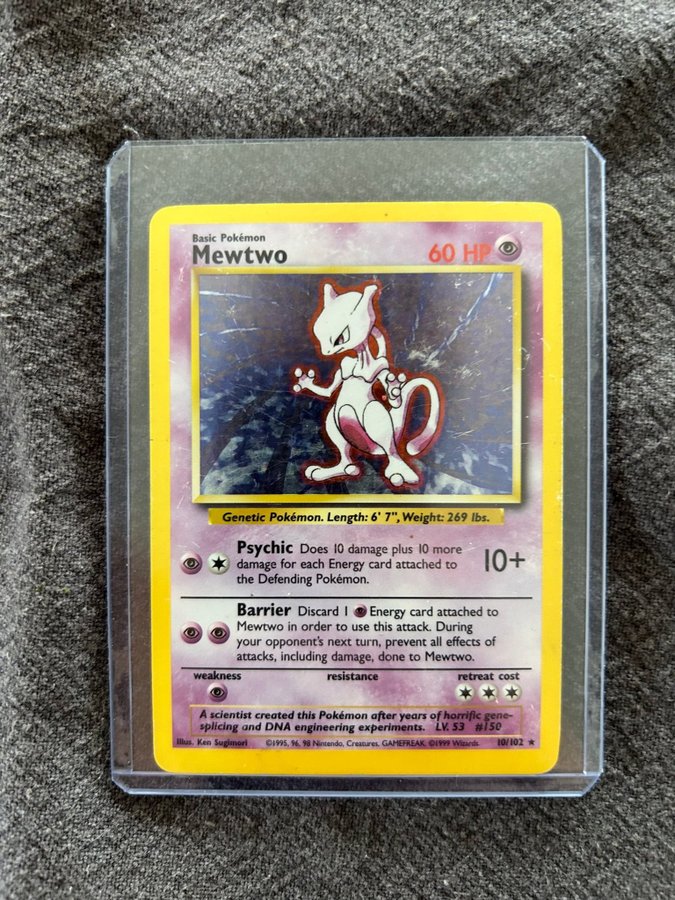 Basic Pokémon
Mewtwo 60 HP
Genetic Pokémon. Length: 6' 7", Weight: 269 lbs.
Psychic Does 10 damage plus 10 more
damage for each Energy card attached to
the Defending Pokémon.
10+
Barrier Discard 1 Energy card attached to
Mewtwo in order to use this attack. During
your opponent's next turn, prevent all effects of
attacks, including damage, done to Mewtwo.
weakness resistance retreat cost
A scientist created this Pokémon after years of horrific gene-
splicing and DNA engineering experiments. LV. 53 #150
Illus. Ken Sugimori ©1995, 96, 98 Nintendo, Creatures, GAMEFREAK. ©1999 Wizards. 10/102